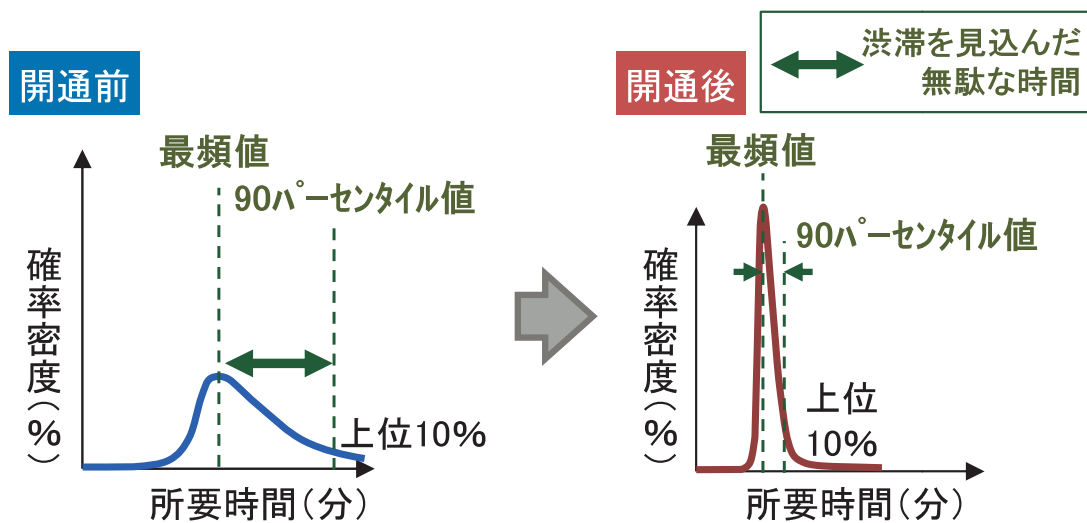 開通前
最頻値
90パーセンタイル値
確率密度(%)
上位10%
所要時間(分)
開通後
渋滞を見込んだ
無駄な時間
最頻値
90パーセンタイル値
確率密度(%)
上位
10%
所要時間(分)